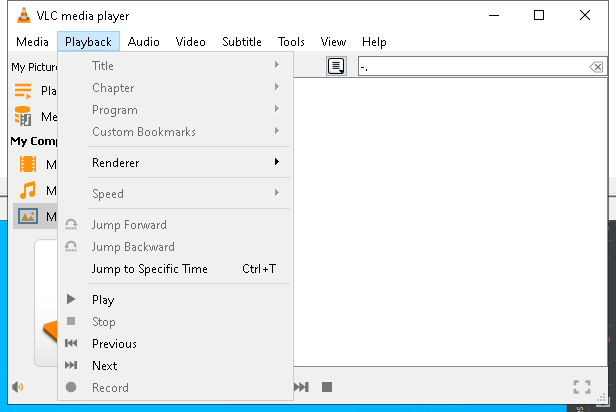 VLC media player
Media Playback Audio Video Subtitle Tools View Help
My Pictur
-.
Title
Pla
Chapter
Me
Program
Custom Bookmarks
My Comp
Renderer
M
M
Speed
M
Jump Forward
Jump Backward
Jump to Specific Time Ctrl+T
Play
Stop
Previous
Next
Record